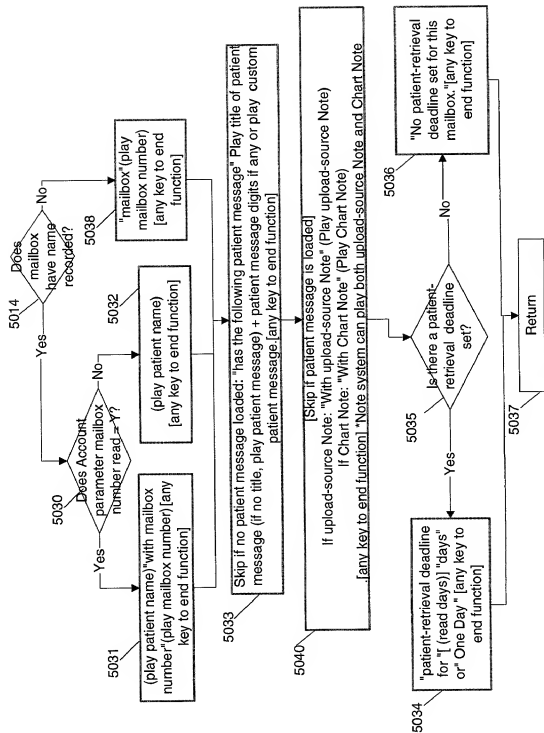 5014
Does
mailbox
have name
recorded?
Yes
No
5030
Does Account
parameter mailbox
number read = Y?
Yes
No
5038
"mailbox"(play
mailbox number)
[any key to end
function]
5031
(play patient name)"with mailbox
number"(play mailbox number) [any
key to end function]
5032
(play patient name)
[any key to end function]
5033
Skip if no patient message loaded: "has the following patient message" Play title of patient
message (if no title, play patient message) + patient message digits if any or play custom
patient message.[any key to end function]
5040
[Skip if patient message is loaded]
If upload-source Note: "With upload-source Note" (Play upload-source Note)
If Chart Note: "With Chart Note" (Play Chart Note)
.[any key to end function] *Note system can play both upload-source Note and Chart Note
5035
Is there a patient-
retrieval deadline
set?
Yes
No
5034
"patient-retrieval deadline
for "[ (read days)] "days"
or" One Day " [any key to
end function]
5036
"No patient-retrieval
deadline set for this
mailbox."[any key to
end function]
5037
Return